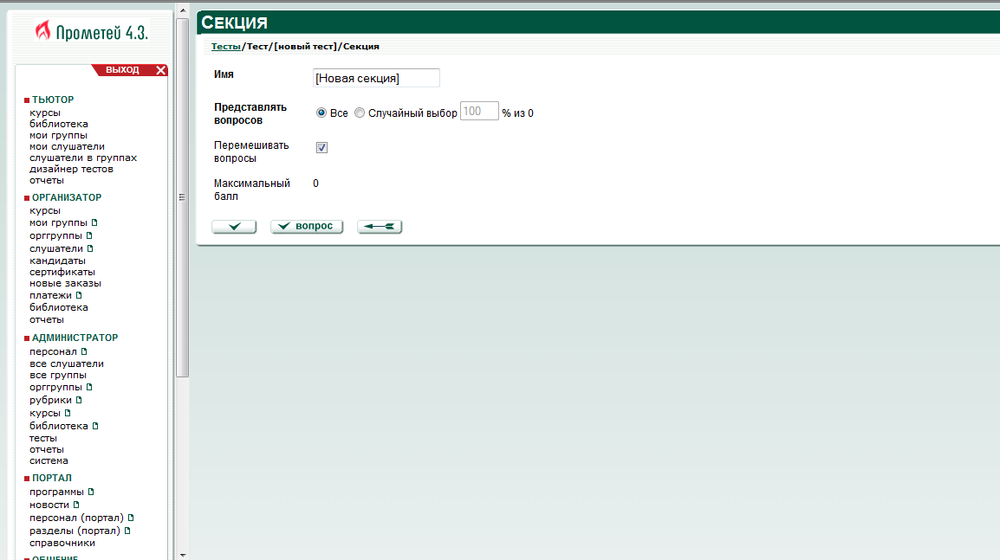 Прометей 4.3.
ВЫХОД
ТЬЮТОР
курсы
библиотека
мои группы
мои слушатели
слушатели в группах
дизайнер тестов
отчеты
ОРГАНИЗАТОР
курсы
мои группы
орггруппы
слушатели
кандидаты
сертификаты
новые заказы
платежи
библиотека
отчеты
АДМИНИСТРАТОР
персонал
все слушатели
все группы
орггруппы
рубрики
курсы
библиотека
тесты
отчеты
система
ПОРТАЛ
программы
новости
персонал (портал)
разделы (портал)
справочники
ОБЩЕНИЕ
СЕКЦИЯ
Тесты/Тест/[новый тест]/Секция
Имя [Новая секция]
Представлять
вопросов
Все Случайный выбор 100 % из 0
Перемешивать
вопросы
Максимальный
балл
0
вопрос